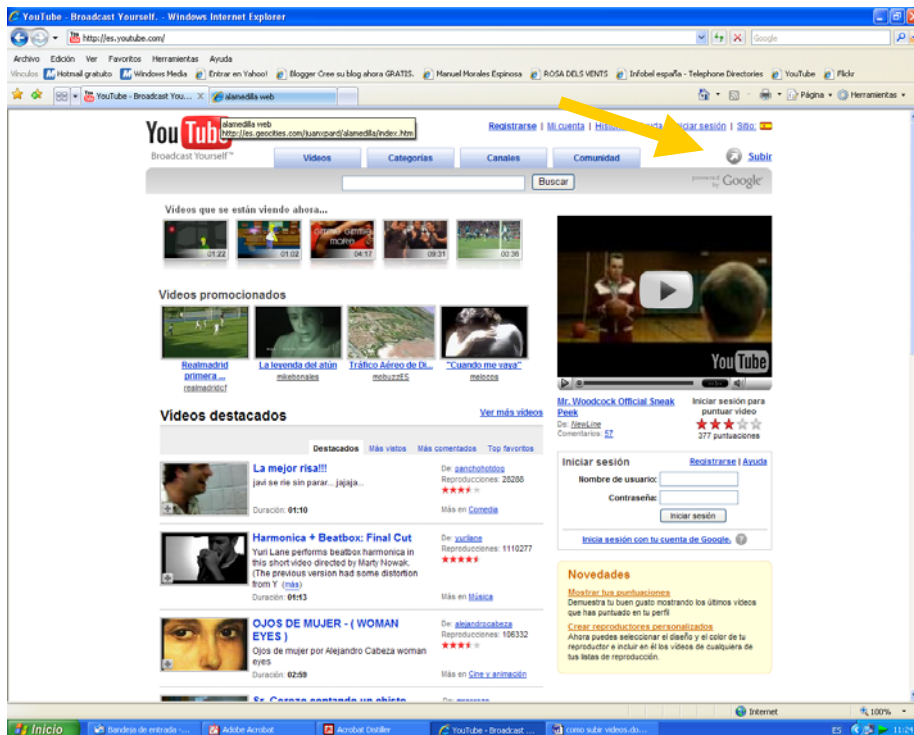 YouTube - Broadcast Yourself. - Windows Internet Explorer
http://es.youtube.com/
Google
Archivo Edición Ver Favoritos Herramientas Ayuda
Vínculos Hotmail gratuito Windows Media Entrar en Yahoo! Blogger Cree su blog ahora GRATIS. Manuel Morales Espinosa ROSA DELS VENTS Infobel españa - Telephone Directories YouTube Flickr
YouTube - Broadcast You... X alamedilla web Página Herramientas
alamedilla web
http://es.geocities.com/juanxpard/alamedilla/index.htm
You Tube
Broadcast Yourself™
Registrarse | Mi cuenta | | Iniciar sesión | Sitio:
Vídeos Categorías Canales Comunidad
Subir
Buscar
powered by Google
Vídeos que se están viendo ahora...
01:22 01:02 04:17 09:31 00:36
Vídeos promocionados
Realmadrid primera ...
realmadridcf
La leyenda del atún
mikebonales
Tráfico Aéreo de Di...
mobuzzES
"Cuando me vaya"
melocos
You Tube
Mr. Woodcock Official Sneak Peek
De: NewLine
Comentarios: 57
Iniciar sesión para puntuar vídeo
377 puntuaciones
Vídeos destacados
Ver más vídeos
Destacados Más vistos Más comentados Top favoritos
La mejor risa!!!
javi se rie sin parar... jajaja...
Duración: 01:10
De: panchohotdog
Reproducciones: 28288
Más en Comedia
Harmonica + Beatbox: Final Cut
Yuri Lane performs beatbox harmonica in
this short video directed by Marty Nowak.
(The previous version had some distortion
from Y (más)
Duración: 01:13
De: yurilane
Reproducciones: 1110277
Más en Música
OJOS DE MUJER - ( WOMAN
EYES )
Ojos de mujer por Alejandro Cabeza woman
eyes
Duración: 02:59
De: alejandrocabeza
Reproducciones: 106332
Más en Cine y animación
Iniciar sesión
Registrarse | Ayuda
Nombre de usuario:
Contraseña:
Iniciar sesión
Inicia sesión con tu cuenta de Google.
Novedades
Mostrar tus puntuaciones
Demuestra tu buen gusto mostrando los últimos vídeos
que has puntuado en tu perfil
Crear reproductores personalizados
Ahora puedes seleccionar el diseño y el color de tu
reproductor e incluir en él los vídeos de cualquiera de
tus listas de reproducción.
Internet 100%
Inicio Bandeja de entrada -... Adobe Acrobat Acrobat Distiller YouTube - Broadcast ... como subir videos.do... ES 11:24